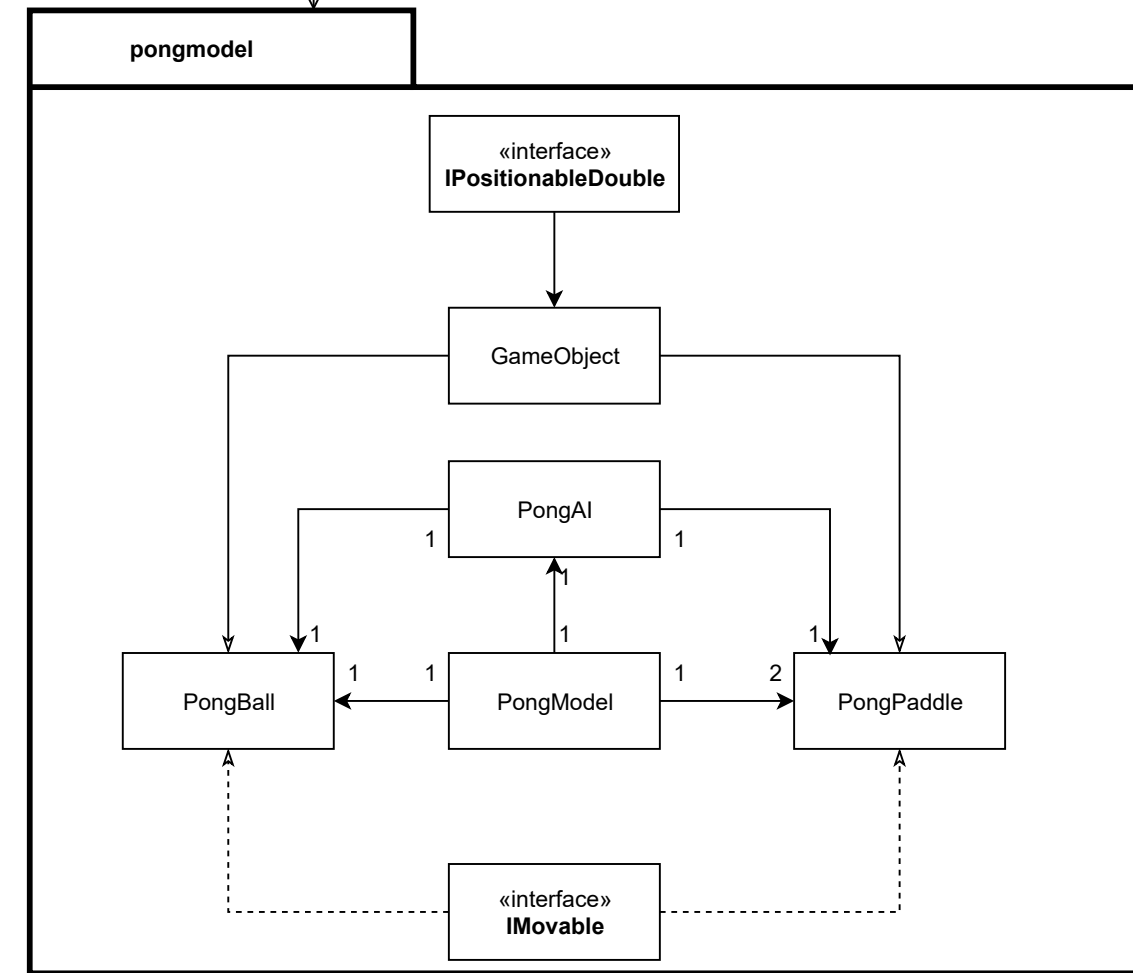 pongmodel
«interface»
IPositionableDouble
GameObject
PongAI
1
1
1
1
1
1
1
1
1
2
PongBall
PongModel
PongPaddle
«interface»
IMovable